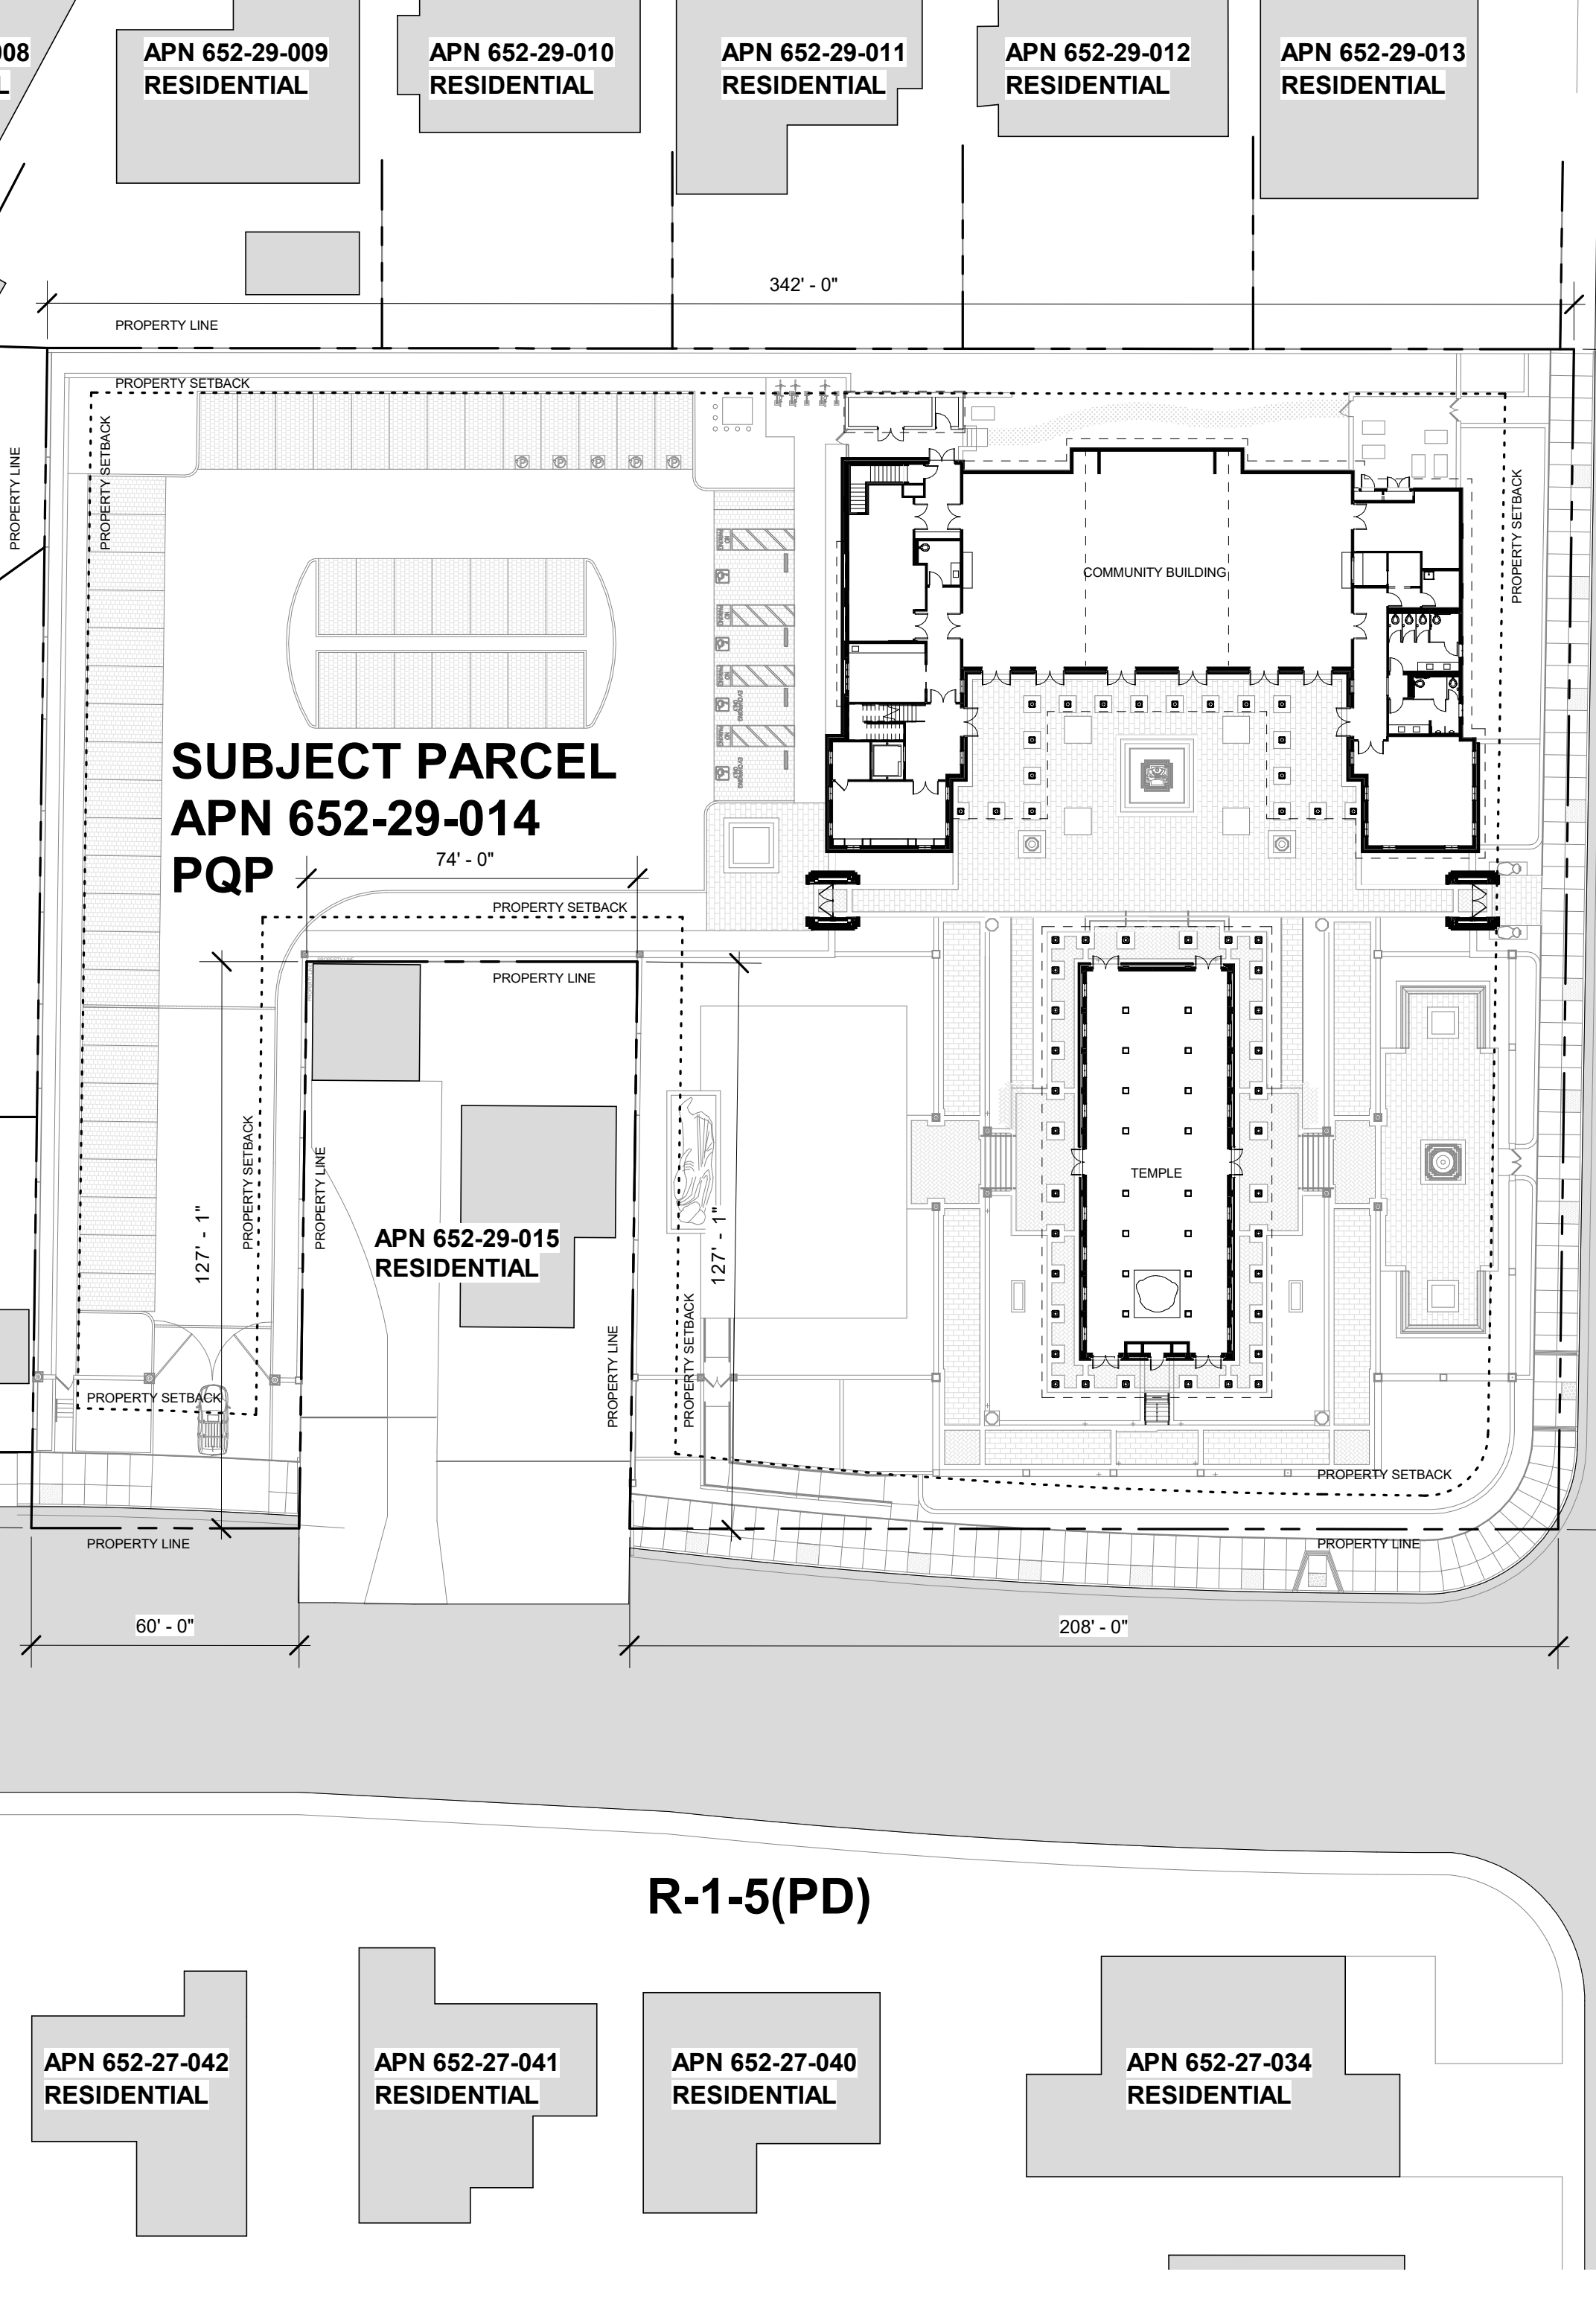 008
L
APN 652-29-009
RESIDENTIAL
APN 652-29-010
RESIDENTIAL
APN 652-29-011
RESIDENTIAL
APN 652-29-012
RESIDENTIAL
APN 652-29-013
RESIDENTIAL
342' - 0"
PROPERTY LINE
PROPERTY SETBACK
PROPERTY LINE
PROPERTY SETBACK
PROPERTY SETBACK
COMMUNITY BUILDING
SUBJECT PARCEL
APN 652-29-014
PQP
74' - 0"
PROPERTY SETBACK
PROPERTY LINE
PROPERTY LINE
PROPERTY LINE
127' - 1"
PROPERTY SETBACK
PROPERTY LINE
APN 652-29-015
RESIDENTIAL
PROPERTY LINE
PROPERTY SETBACK
127' - 1"
TEMPLE
PROPERTY SETBACK
PROPERTY SETBACK
PROPERTY LINE
PROPERTY LINE
60' - 0"
208' - 0"
R-1-5(PD)
APN 652-27-042
RESIDENTIAL
APN 652-27-041
RESIDENTIAL
APN 652-27-040
RESIDENTIAL
APN 652-27-034
RESIDENTIAL